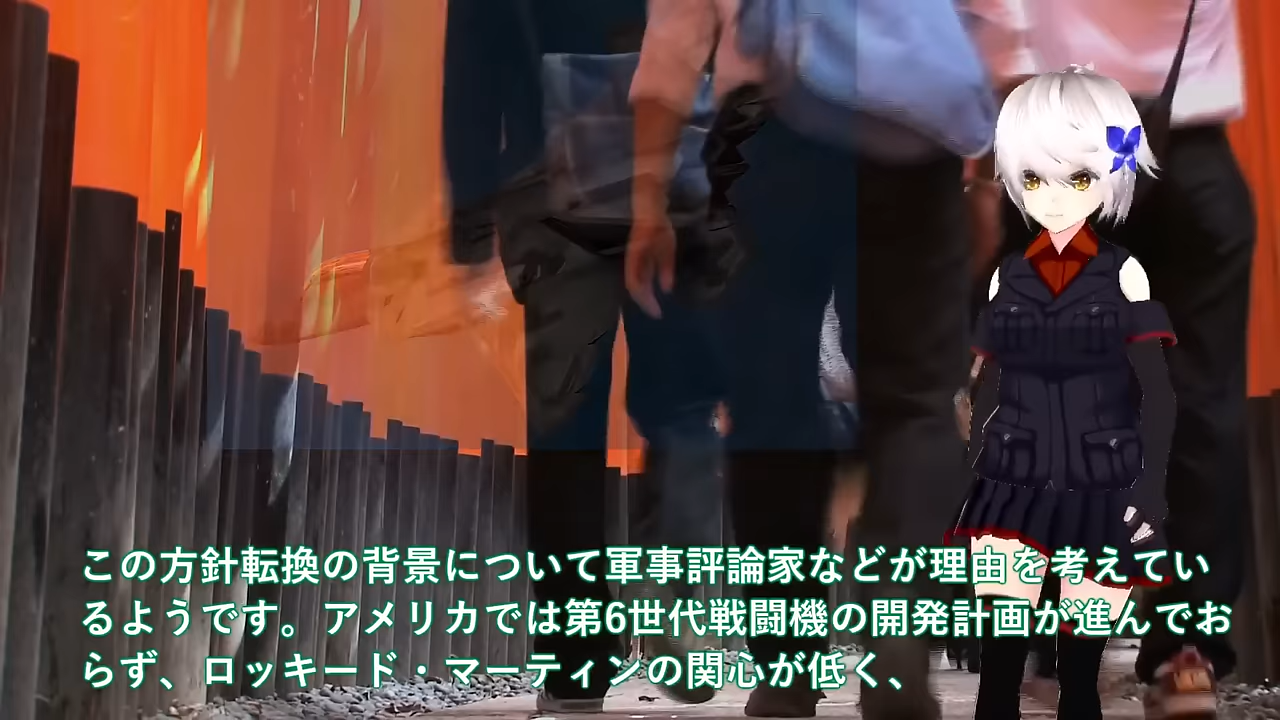 この方針転換の背景について軍事評論家などが理由を考えてい
るようです。アメリカでは第6世代戦闘機の開発計画が進んでお
らず、ロッキード・マーティンの関心が低く、